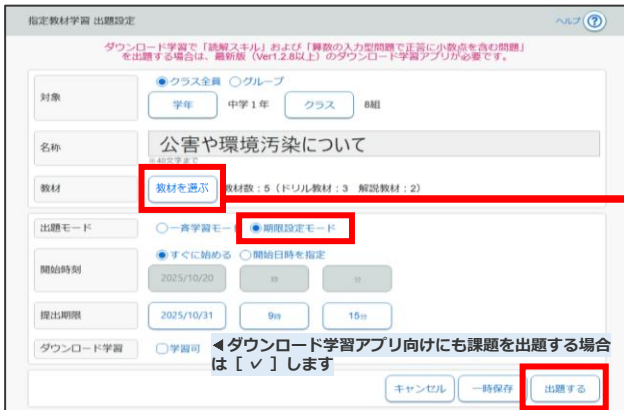 指定教材学習 出題設定
ヘルプ ?
ダウンロード学習で「読解スキル」および「算数の入力型問題で正答に小数点を含む問題」
を出題する場合は、最新版（Ver1.2.8以上）のダウンロード学習アプリが必要です。
対象
クラス全員 グループ
学年 中学1年 クラス 8組
名称
公害や環境汚染について
※40文字まで
教材
教材を選ぶ 教材数：5（ドリル教材：3 解説教材：2）
出題モード
一斉学習モード 期限設定モード
開始時刻
すぐに始める 開始日時を指定
2025/10/20 時 分
提出期限
2025/10/31 9時 15分
ダウンロード学習
学習可
◀ダウンロード学習アプリ向けにも課題を出題する場合
は［ ✓ ］します
キャンセル 一時保存 出題する